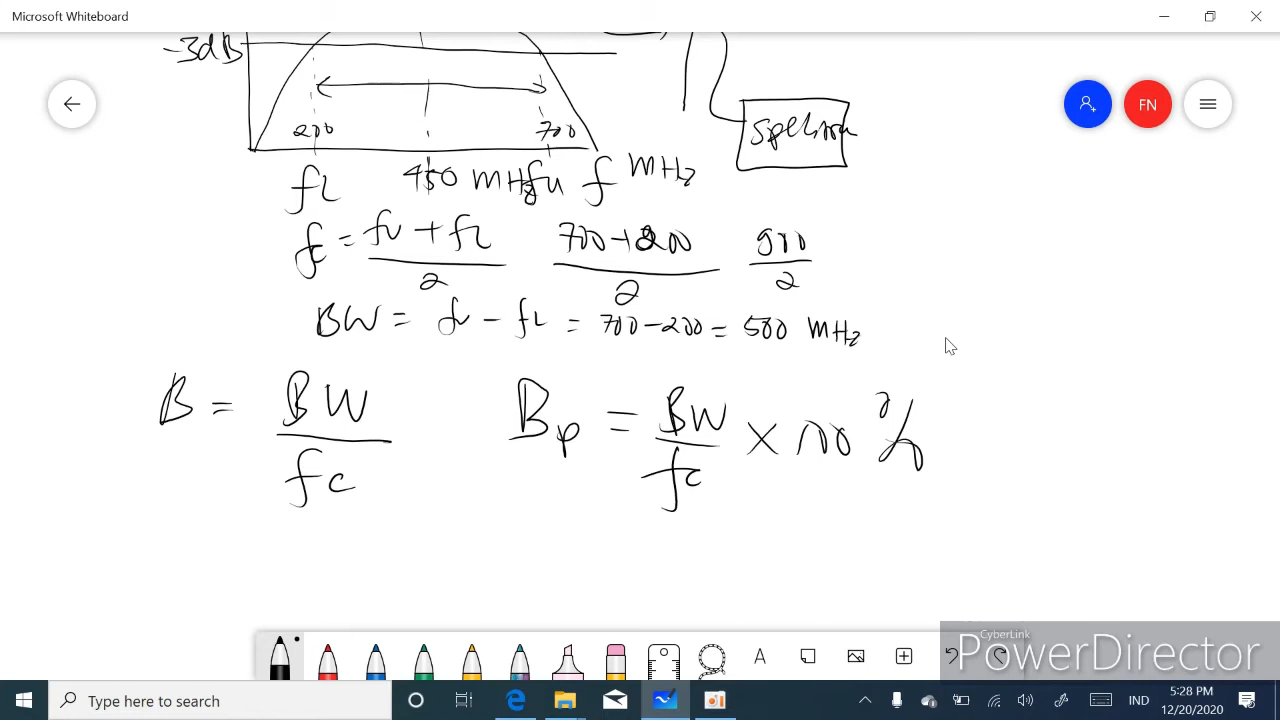 Microsoft Whiteboard
-3dB
200 700
FN
fL 450 MHz fu f MHz
fc = fu + fL / 2 700+200 / 2 900 / 2
BW = fu - fL = 700-200 = 500 MHz
B = BW / fc Bp = BW / fc × 100 %
CyberLink
PowerDirector
Type here to search
IND
5:28 PM
12/20/2020